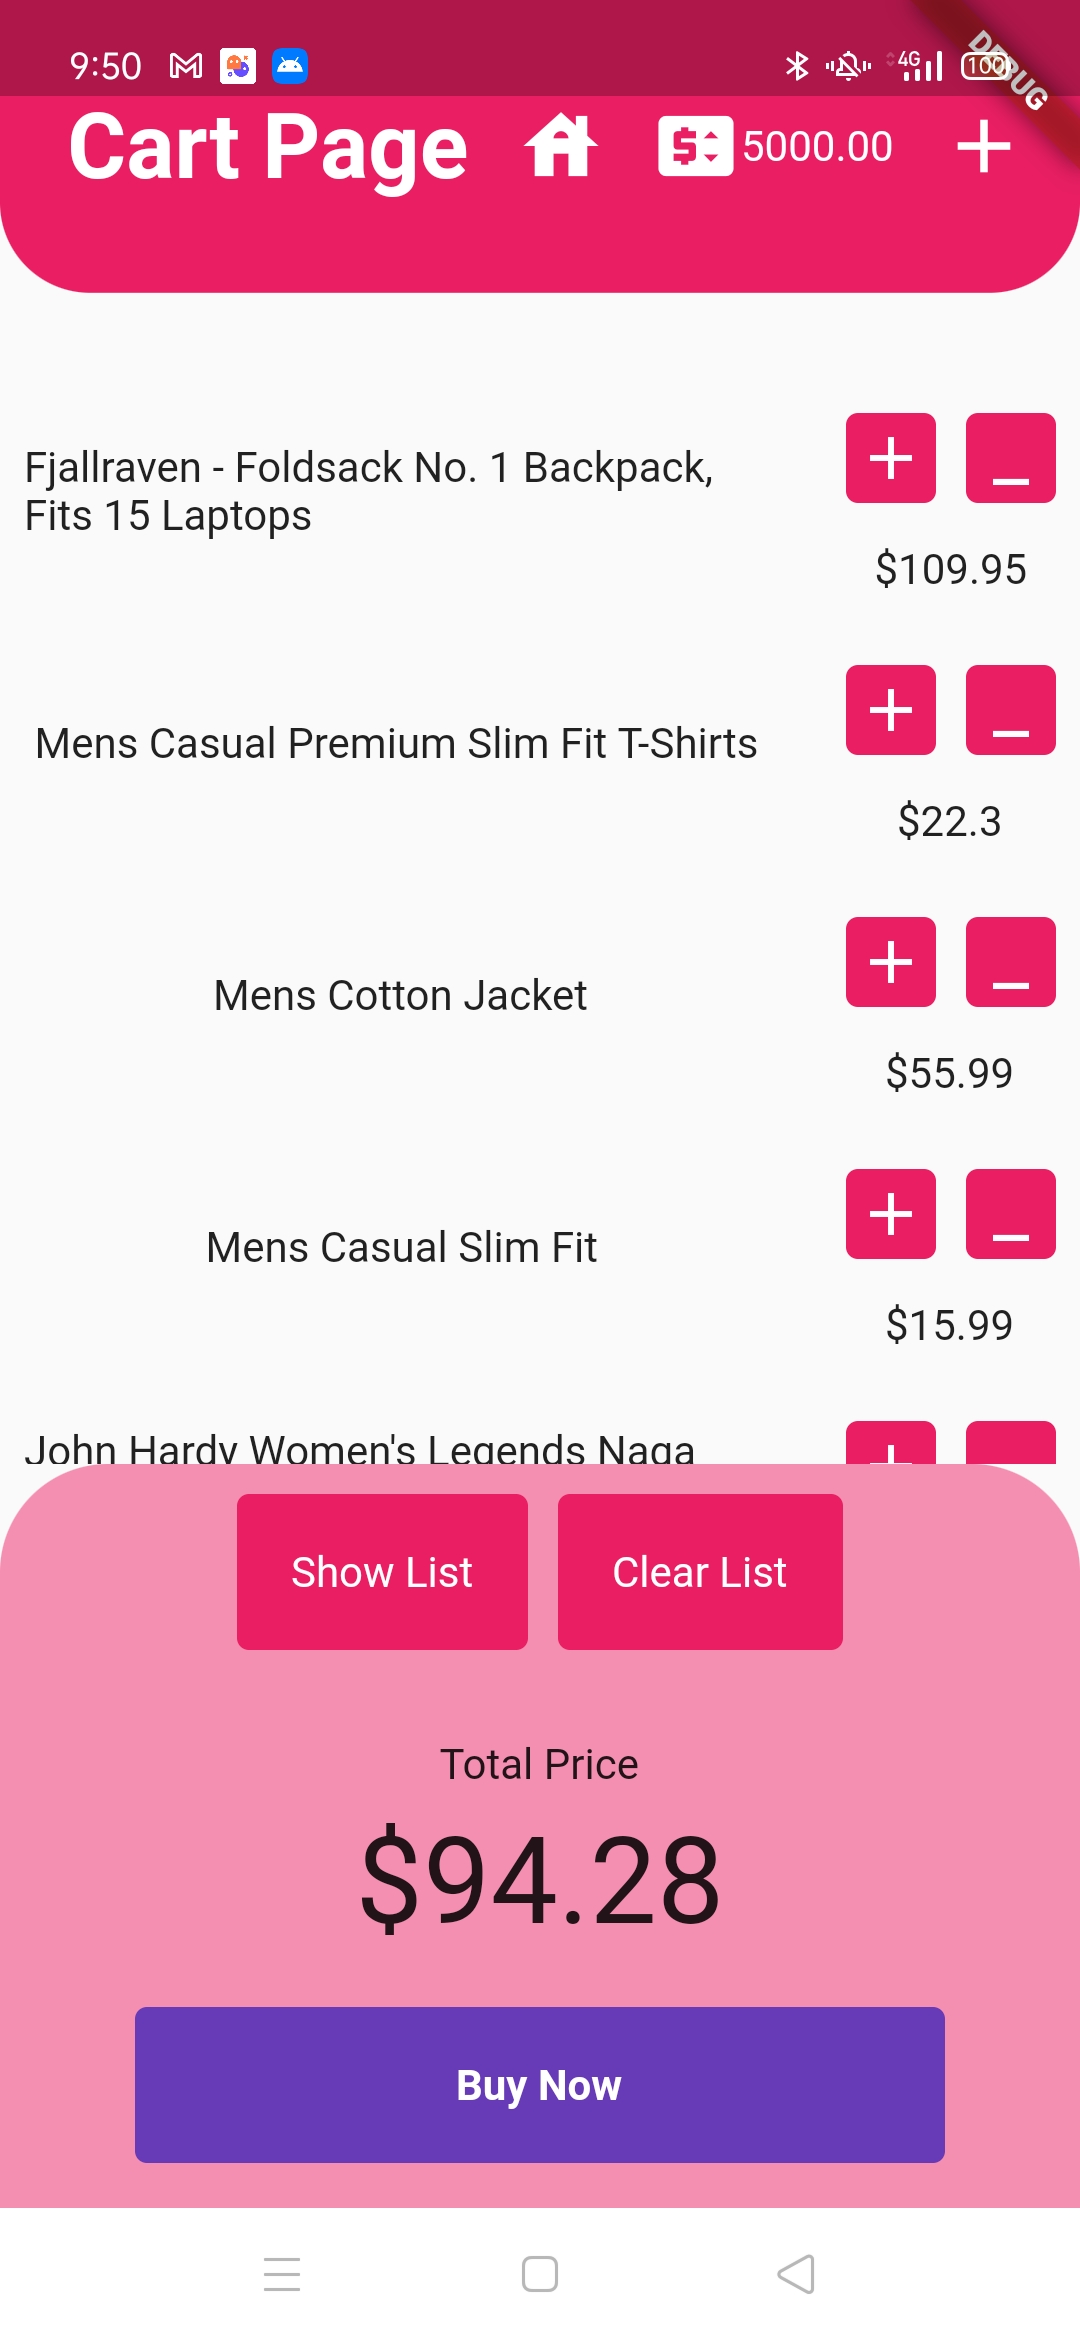 9:50
4G
100
DEBUG
Cart Page
5000.00
Fjallraven - Foldsack No. 1 Backpack,
Fits 15 Laptops
$109.95
Mens Casual Premium Slim Fit T-Shirts
$22.3
Mens Cotton Jacket
$55.99
Mens Casual Slim Fit
$15.99
John Hardy Women's Legends Naga
Show List
Clear List
Total Price
$94.28
Buy Now